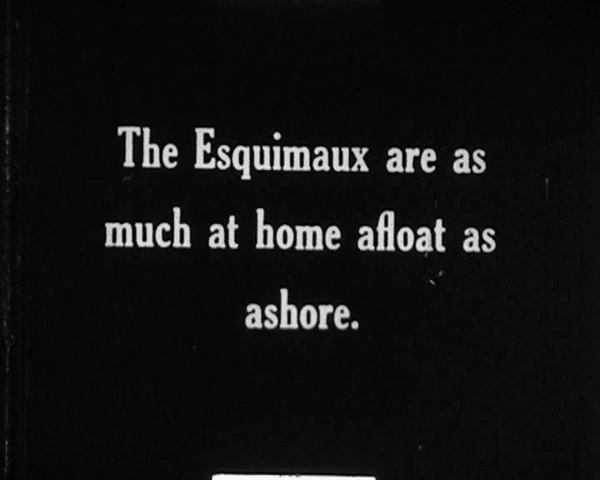 The Esquimaux are as
much at home afloat as
ashore.